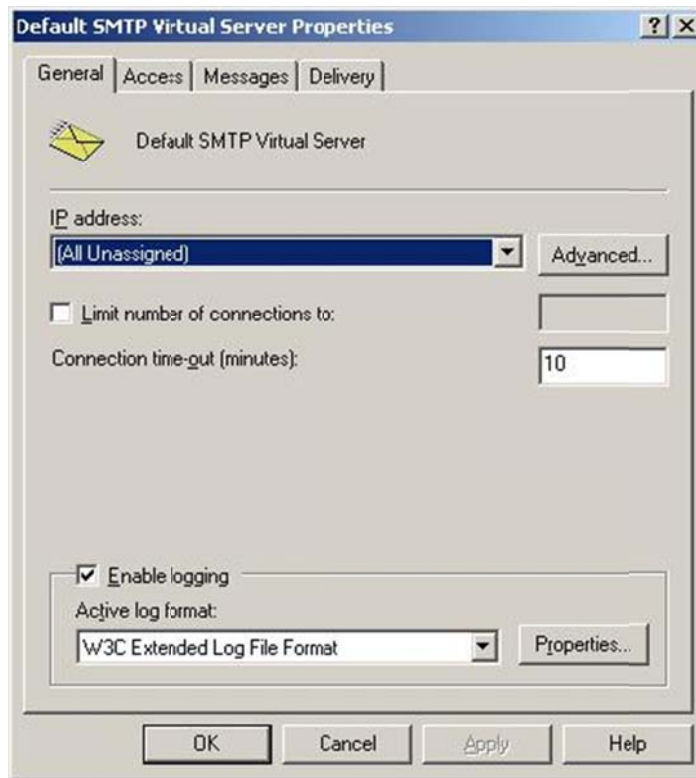 Default SMTP Virtual Server Properties
General Access Messages Delivery
Default SMTP Virtual Server
IP address:
(All Unassigned) Advanced...
Limit number of connections to:
Connection time-out (minutes): 10
Enable logging
Active log format:
W3C Extended Log File Format Properties...
OK Cancel Apply Help